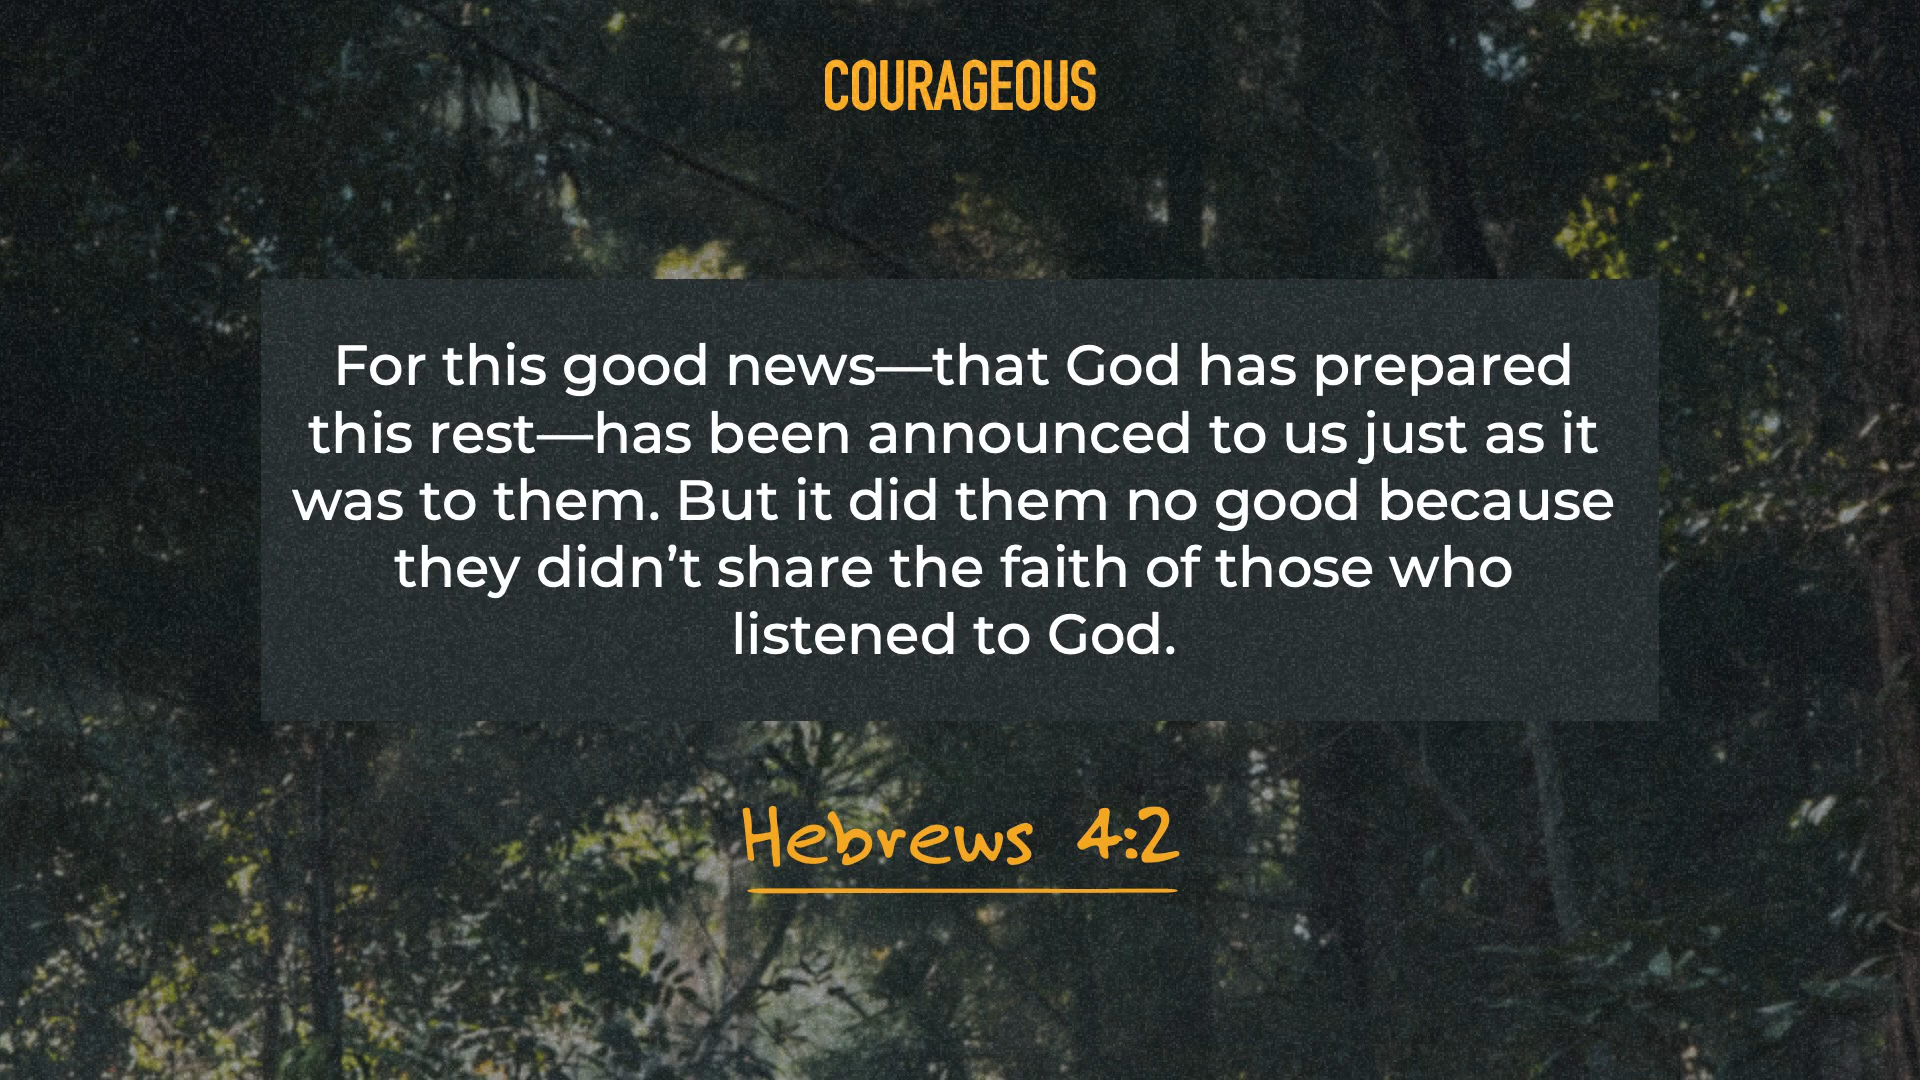 COURAGEOUS
For this good news—that God has prepared
this rest—has been announced to us just as it
was to them. But it did them no good because
they didn’t share the faith of those who
listened to God.
Hebrews 4:2